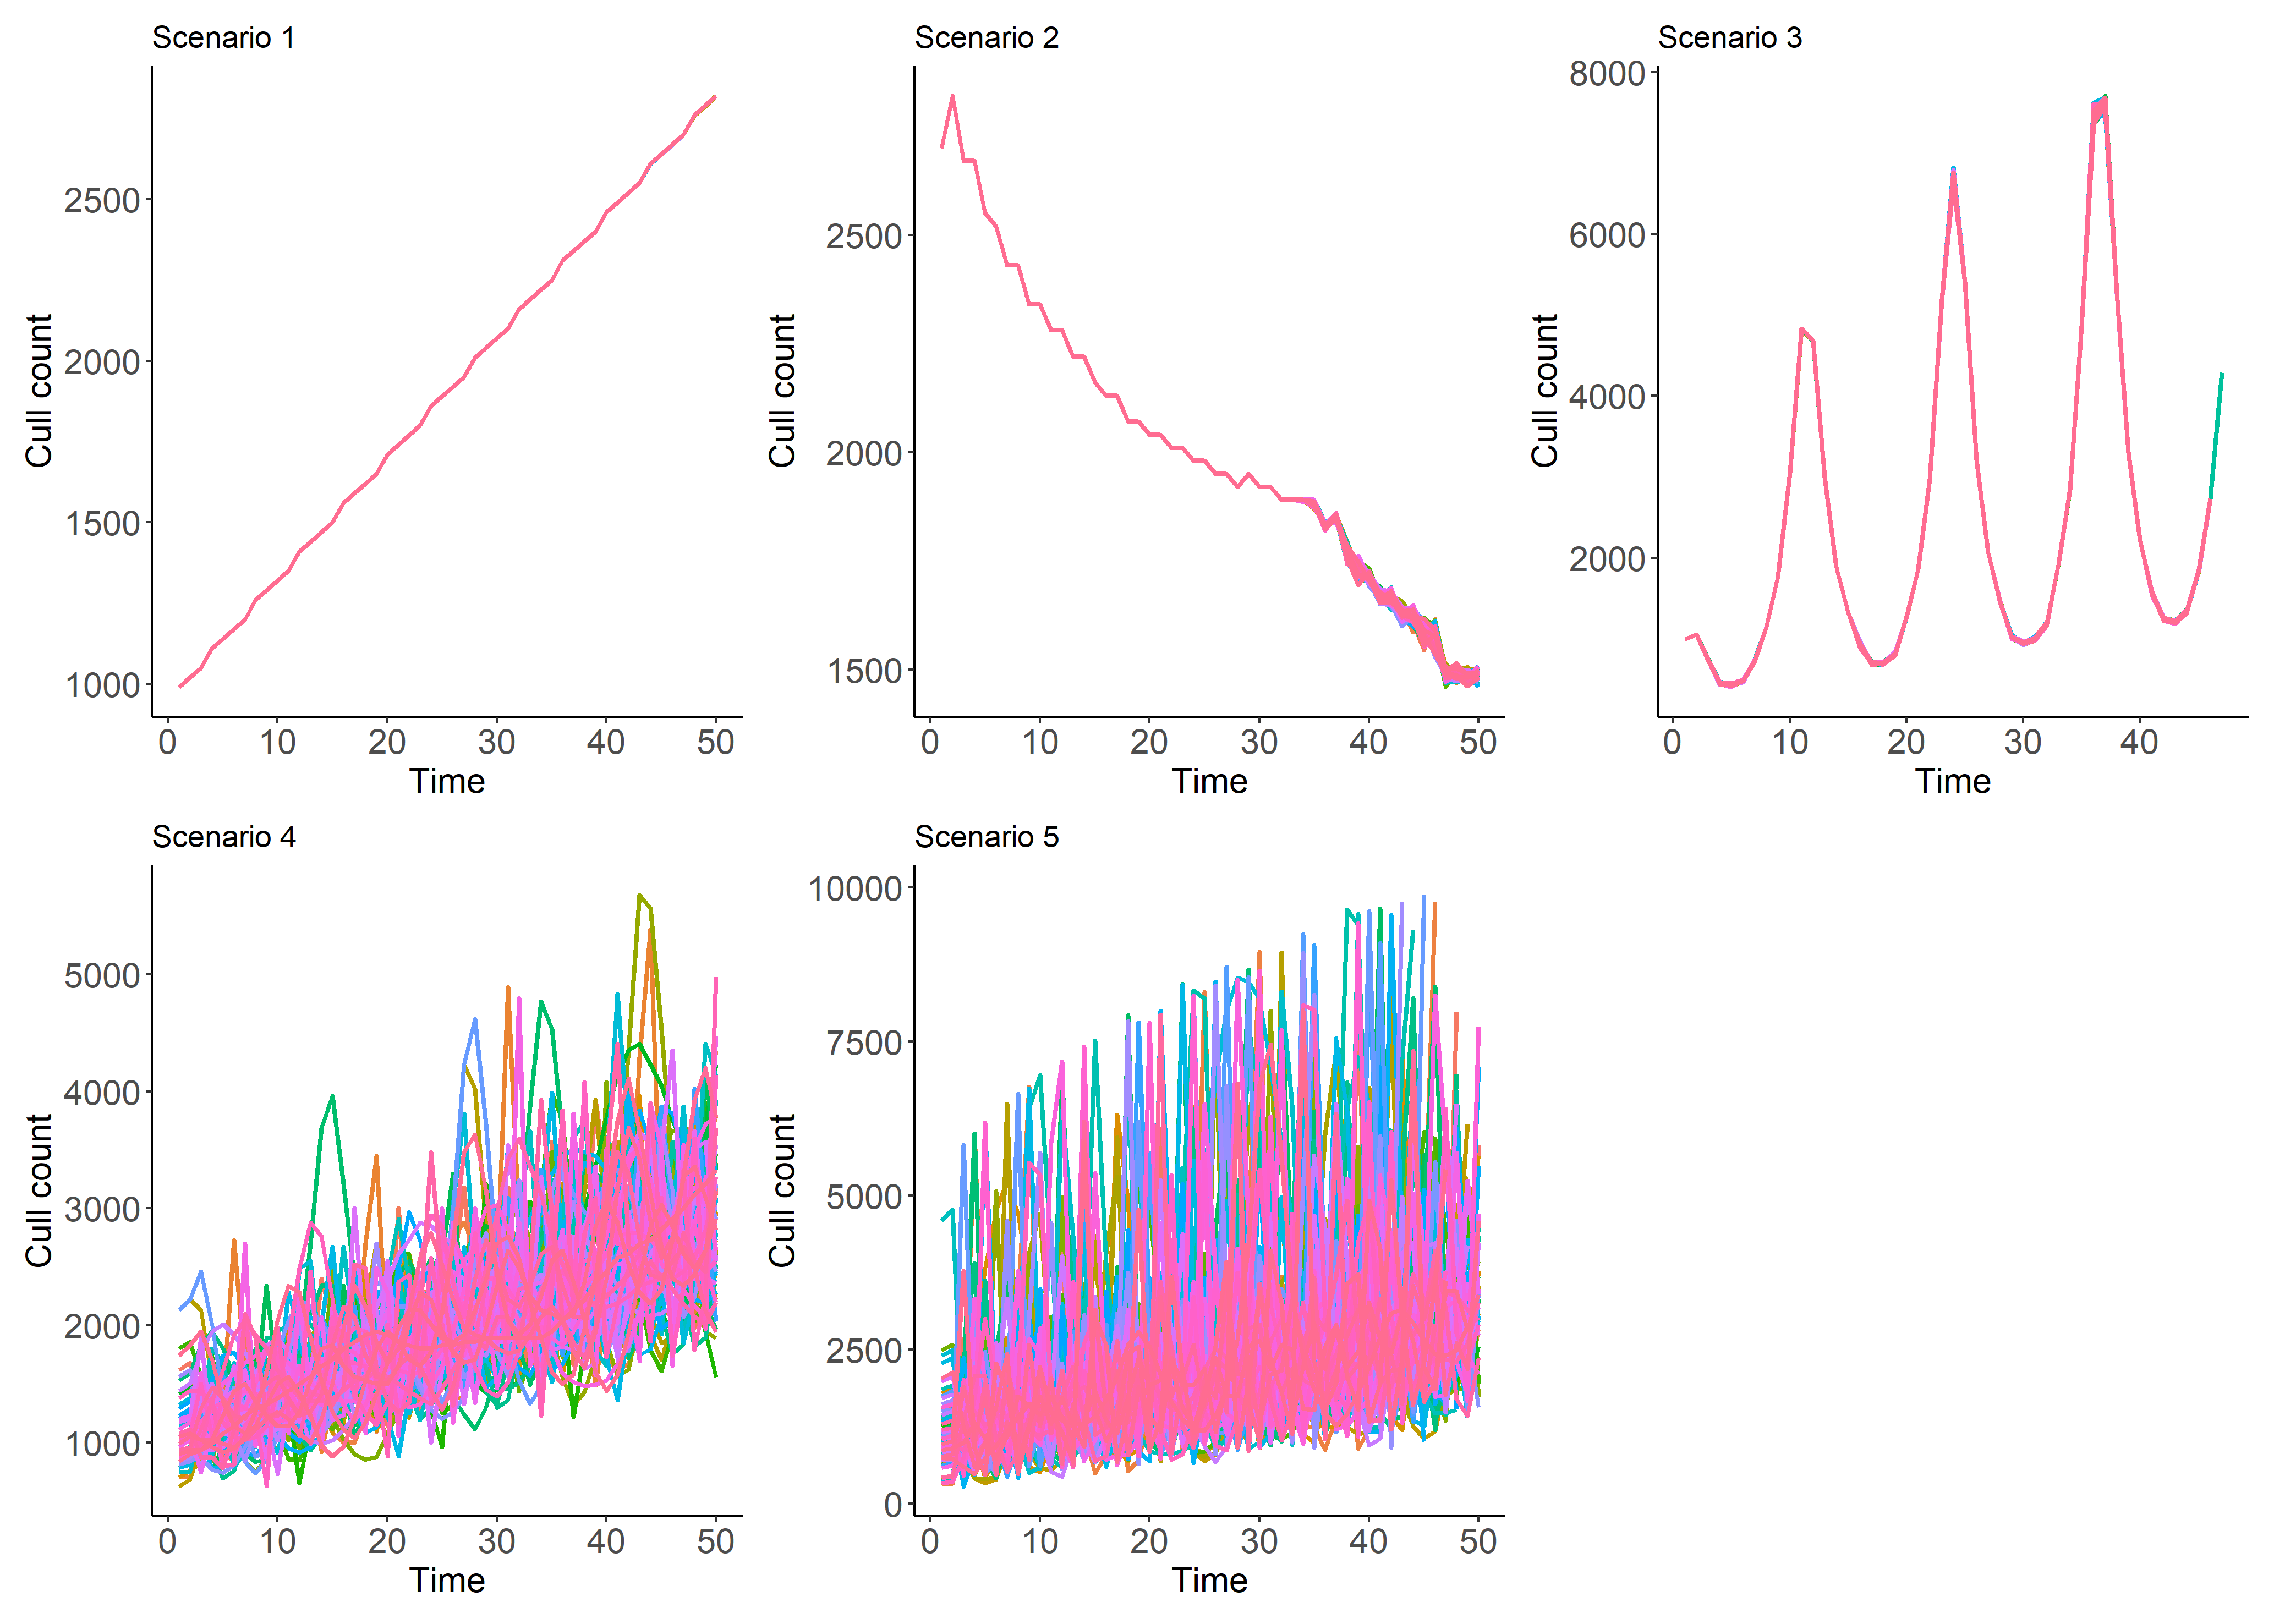 Scenario 1
Cull count
2500
2000
1500
1000
0 10 20 30 40 50
Time
Scenario 2
Cull count
2500
2000
1500
0 10 20 30 40 50
Time
Scenario 3
Cull count
8000
6000
4000
2000
0 10 20 30 40
Time
Scenario 4
Cull count
5000
4000
3000
2000
1000
0 10 20 30 40 50
Time
Scenario 5
Cull count
10000
7500
5000
2500
0
0 10 20 30 40 50
Time